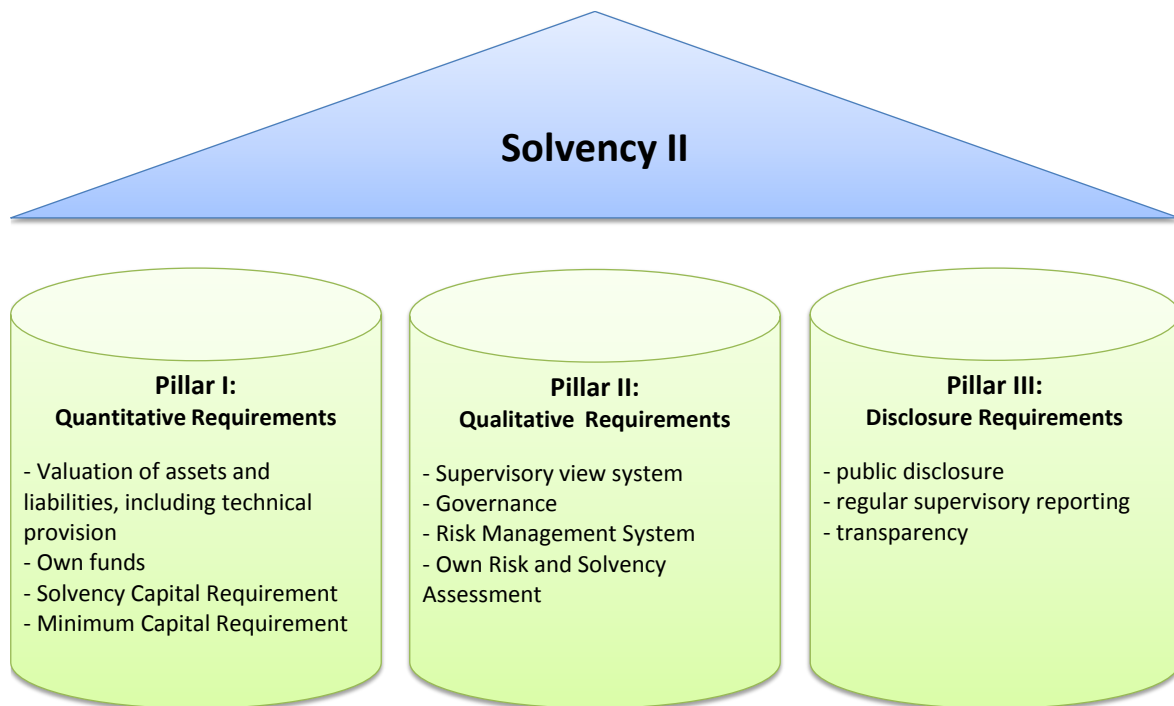 Solvency II
Pillar I:
Quantitative Requirements
- Valuation of assets and
liabilities, including technical
provision
- Own funds
- Solvency Capital Requirement
- Minimum Capital Requirement
Pillar II:
Qualitative  Requirements
- Supervisory view system
- Governance
- Risk Management System
- Own Risk and Solvency
Assessment
Pillar III:
Disclosure Requirements
- public disclosure
- regular supervisory reporting
- transparency